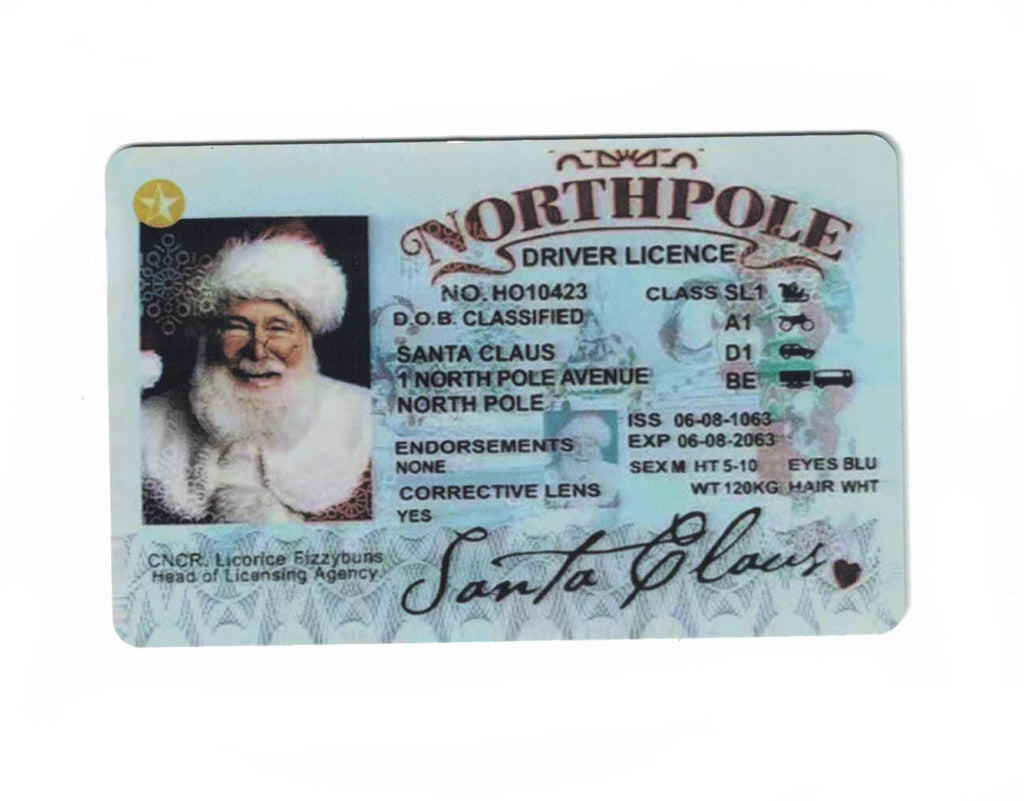 NORTHPOLE
DRIVER LICENCE
NO. HO10423
D.O.B. CLASSIFIED
SANTA CLAUS
1 NORTH POLE AVENUE
NORTH POLE
CLASS SL1
A1
D1
BE
ISS 06-08-1063
EXP 06-08-2063
ENDORSEMENTS
NONE
SEX M HT 5-10 EYES BLU
WT 120KG HAIR WHT
CORRECTIVE LENS
YES
CNCR. Licorice Fizzybuns
Head of Licensing Agency
Santa Claus